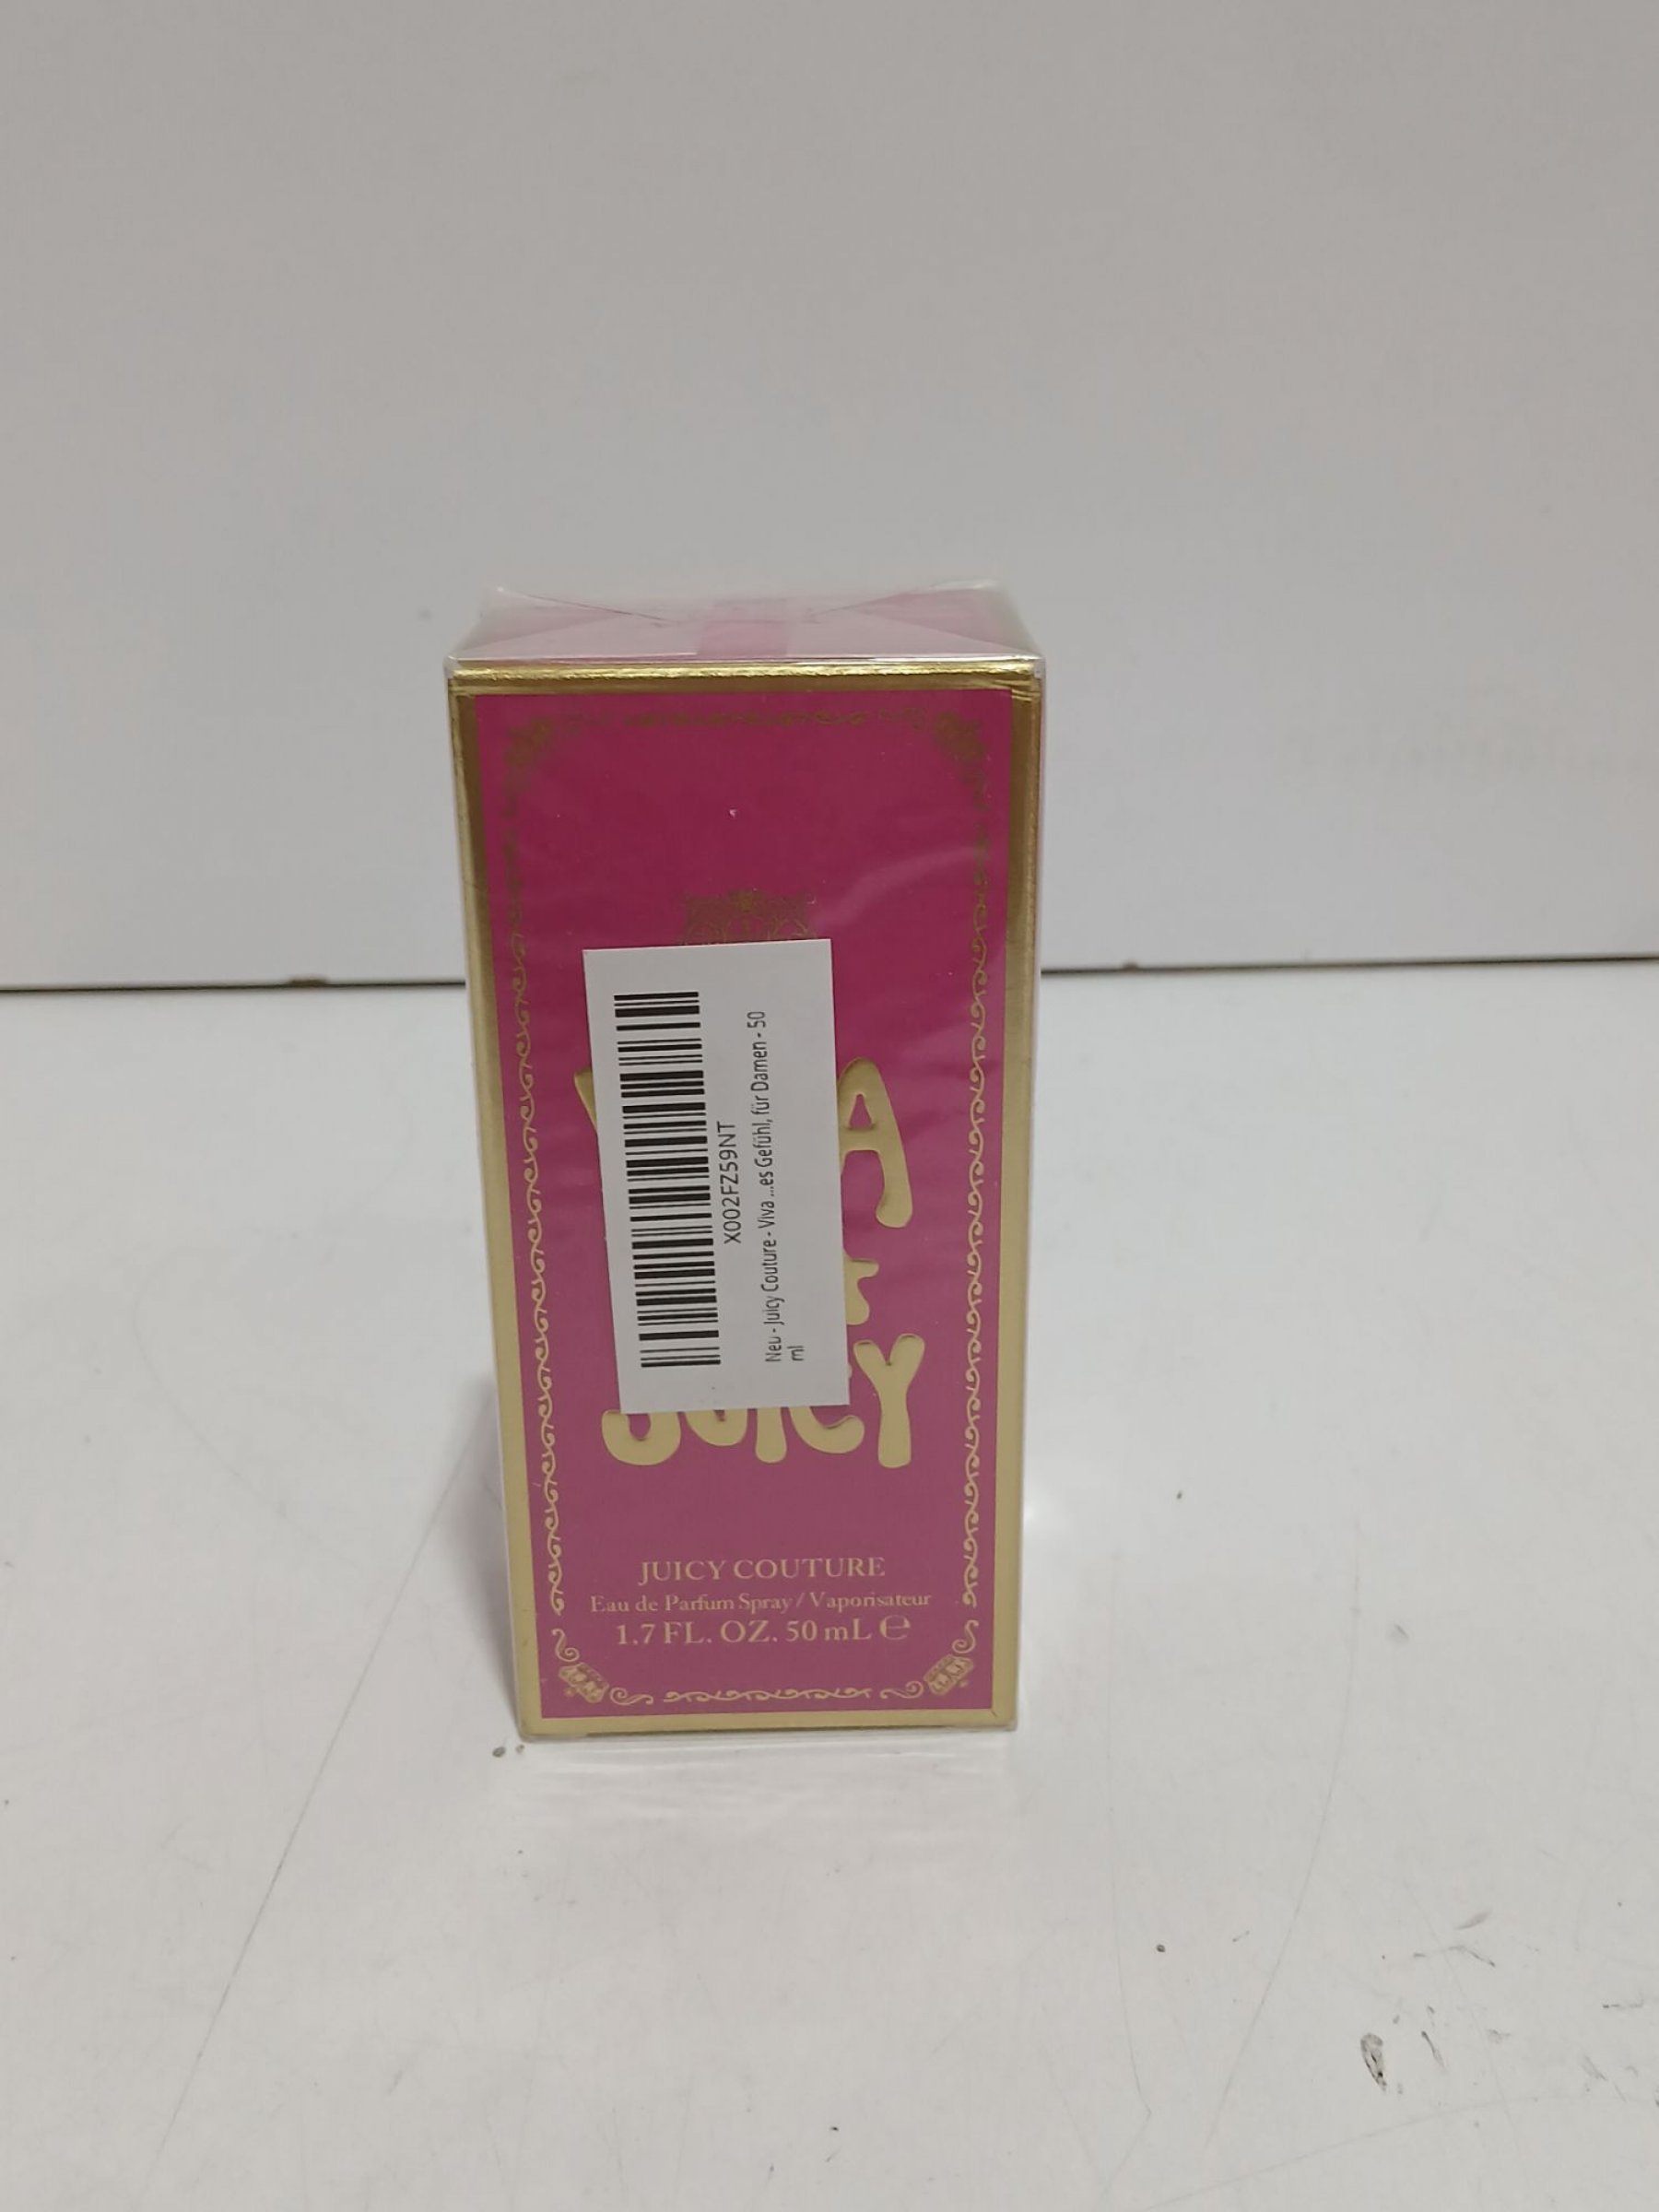 A
JUICY
X002FZ59NT
Neu - Juicy Couture - Viva ...es Gefühl, für Damen - 50
ml
JUICY COUTURE
Eau de Parfum Spray / Vaporisateur
1.7 FL. OZ. 50 mL ℮